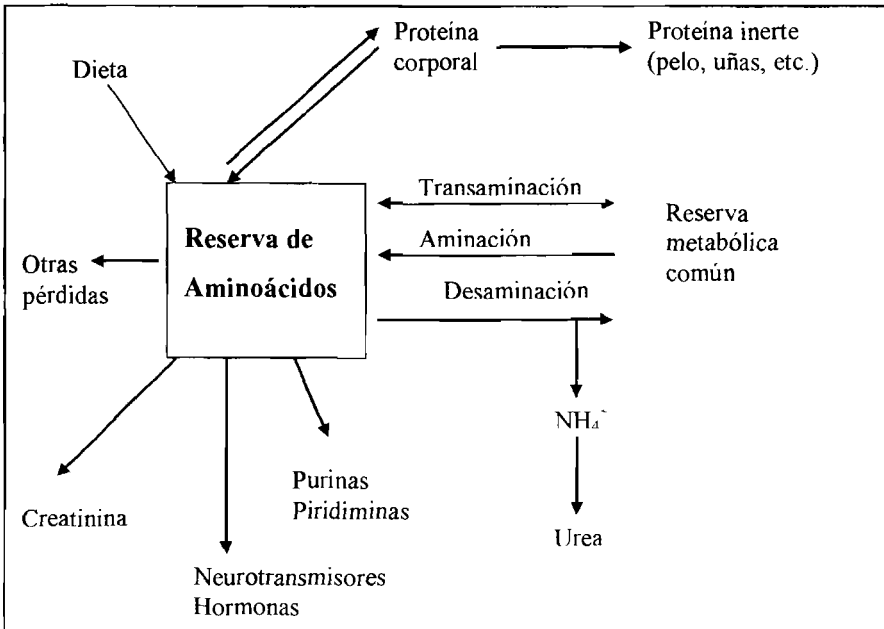 Dieta
Proteína
corporal
Proteína inerte
(pelo, uñas, etc.)
Reserva de
Aminoácidos
Transaminación
Aminación
Desaminación
Reserva
metabólica
común
Otras
pérdidas
NH₄⁺
Urea
Creatinina
Purinas
Piridiminas
Neurotransmisores
Hormonas